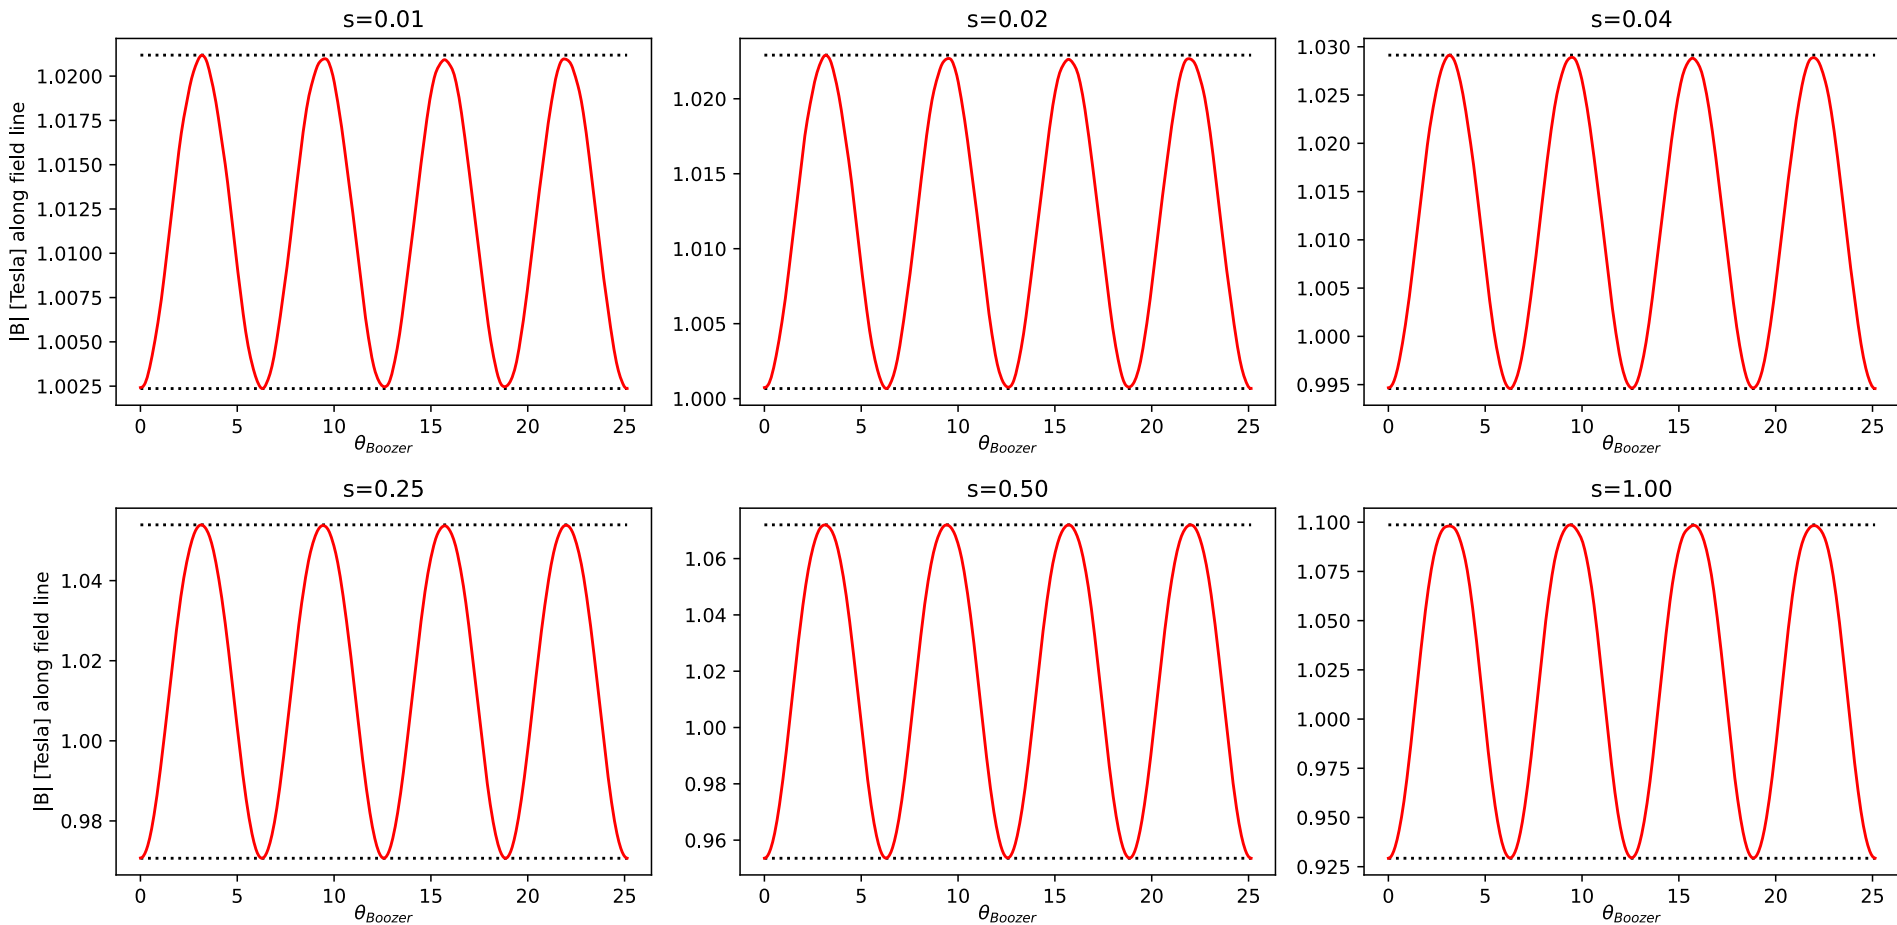 s=0.01
s=0.02
s=0.04
|B| [Tesla] along field line
1.0200
1.0175
1.0150
1.0125
1.0100
1.0075
1.0050
1.0025
0 5 10 15 20 25
θBoozer
1.020
1.015
1.010
1.005
1.000
0 5 10 15 20 25
θBoozer
1.030
1.025
1.020
1.015
1.010
1.005
1.000
0.995
0 5 10 15 20 25
θBoozer
s=0.25
s=0.50
s=1.00
|B| [Tesla] along field line
1.04
1.02
1.00
0.98
0 5 10 15 20 25
θBoozer
1.06
1.04
1.02
1.00
0.98
0.96
0 5 10 15 20 25
θBoozer
1.100
1.075
1.050
1.025
1.000
0.975
0.950
0.925
0 5 10 15 20 25
θBoozer